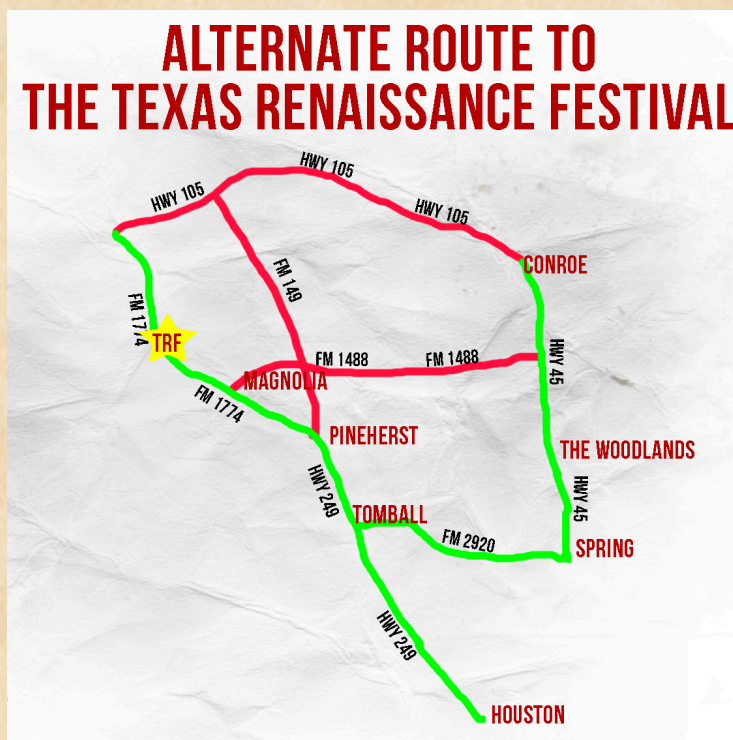 ALTERNATE ROUTE TO
THE TEXAS RENAISSANCE FESTIVAL
HWY 105
HWY 105
HWY 105
CONROE
FM 149
FM 1774
TRF
FM 1488
FM 1488
HWY 45
MAGNOLIA
FM 1774
PINEHERST
THE WOODLANDS
HWY 249
HWY 45
TOMBALL
FM 2920
SPRING
HWY 249
HOUSTON